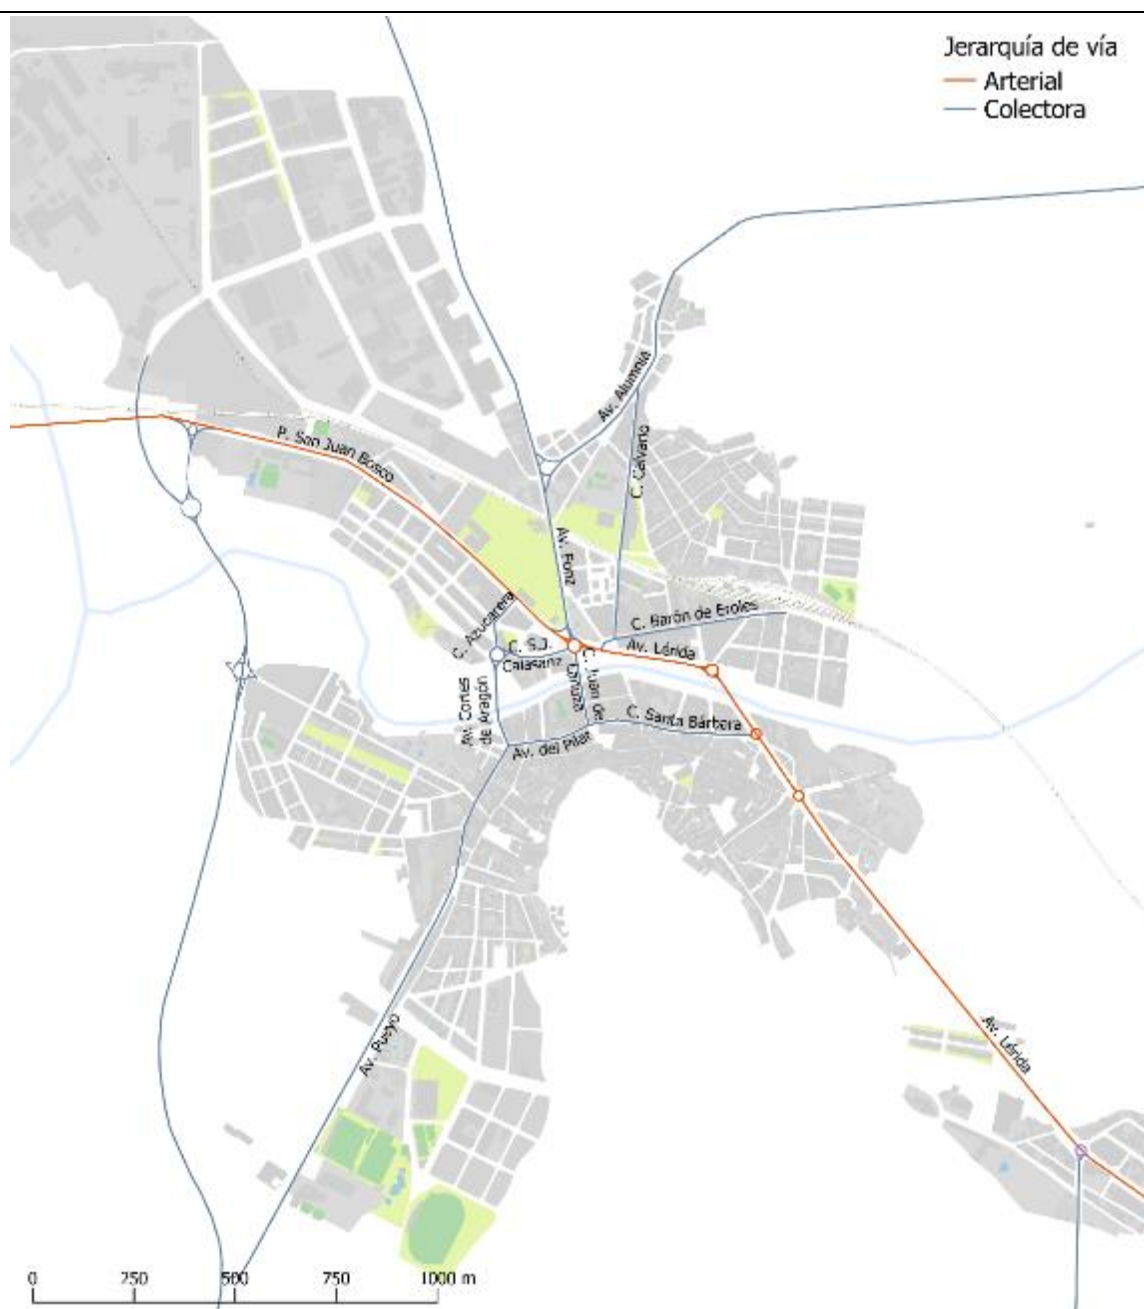 Jerarquía de vía
Arterial
Colectora
Av. Alumnia
P. San Juan Bosco
C. Calvario
Av. Fonz
C. Azucarera
C. Barón de Eroles
C. S.J.
Calasanz
Av. Lérida
C. Juan de
Lanuza
Av. Cortes
de Aragón
C. Santa Bárbara
Av. del Pilar
Av. Lérida
Av. Pueyo
0 250 500 750 1000 m